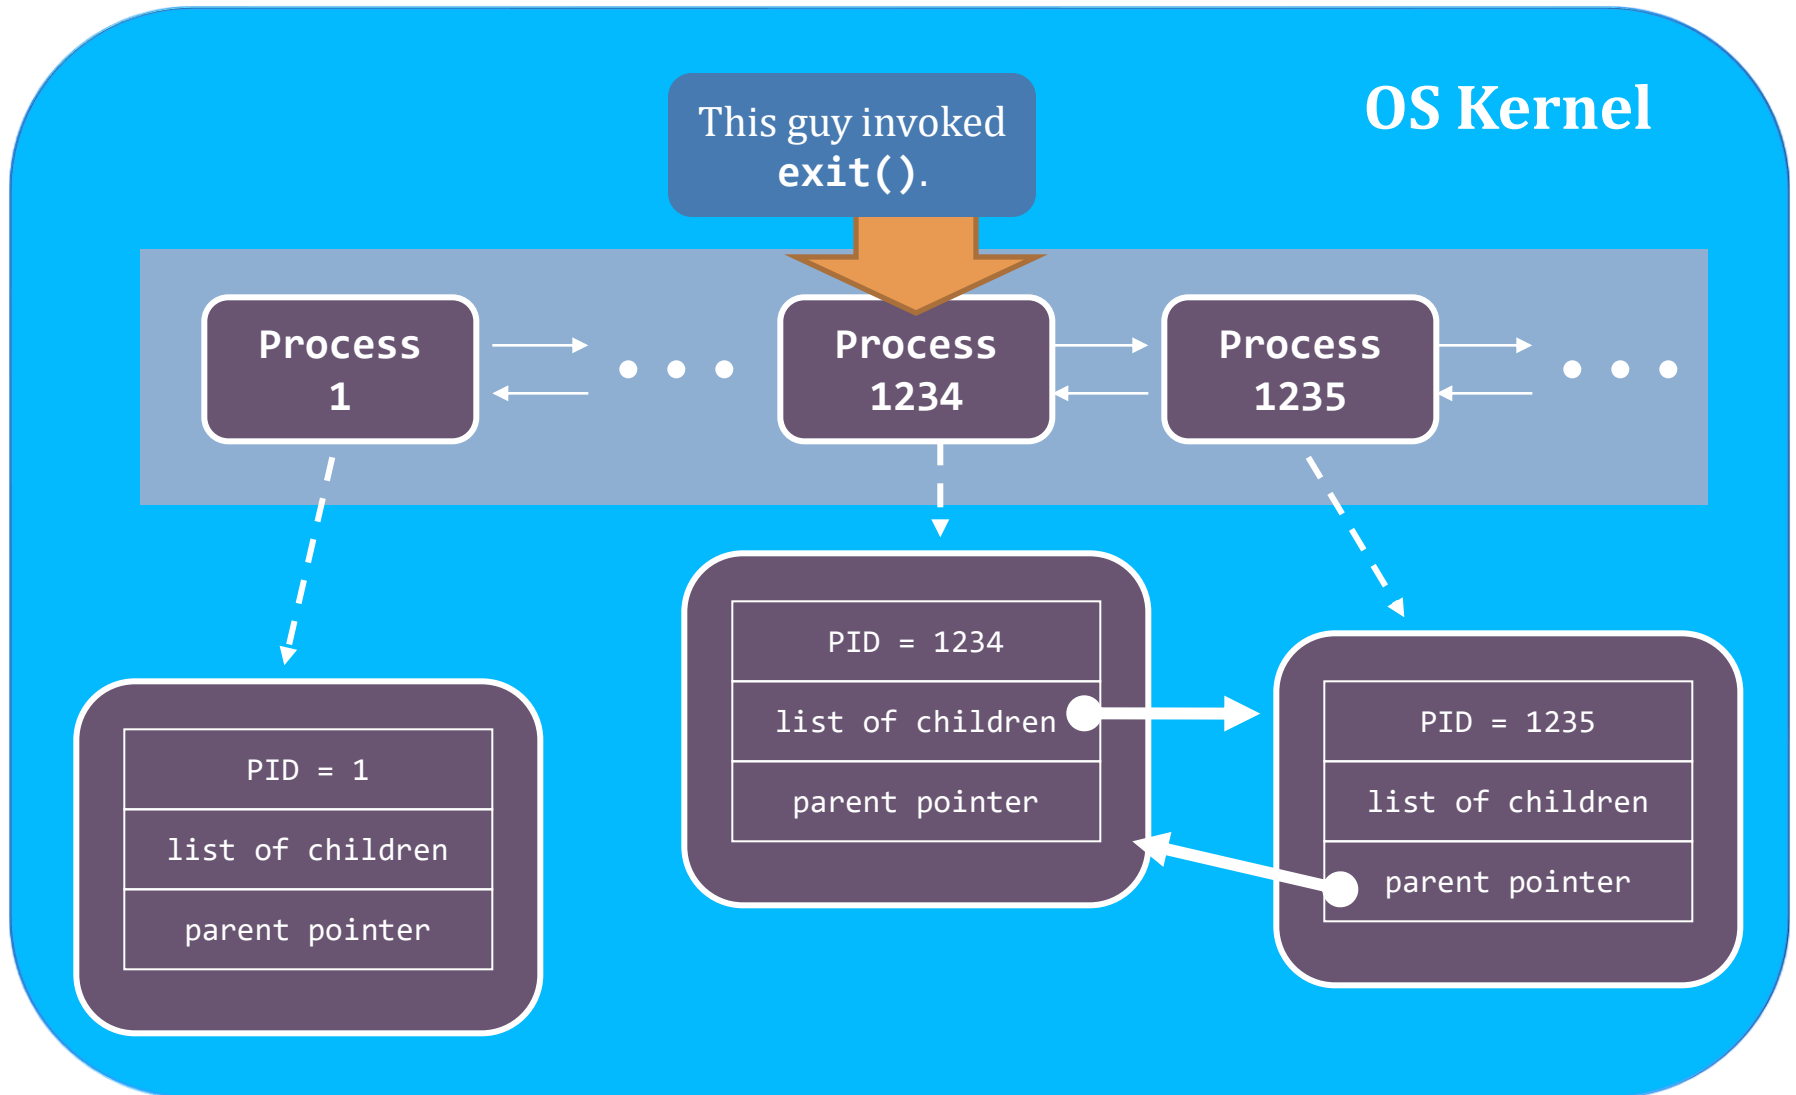 OS Kernel
This guy invoked
exit().
Process
1
Process
1234
Process
1235
PID = 1234
list of children
parent pointer
PID = 1235
list of children
parent pointer
PID = 1
list of children
parent pointer